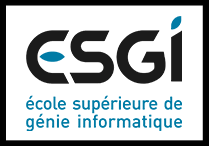 ESGi
école supérieure de
génie informatique